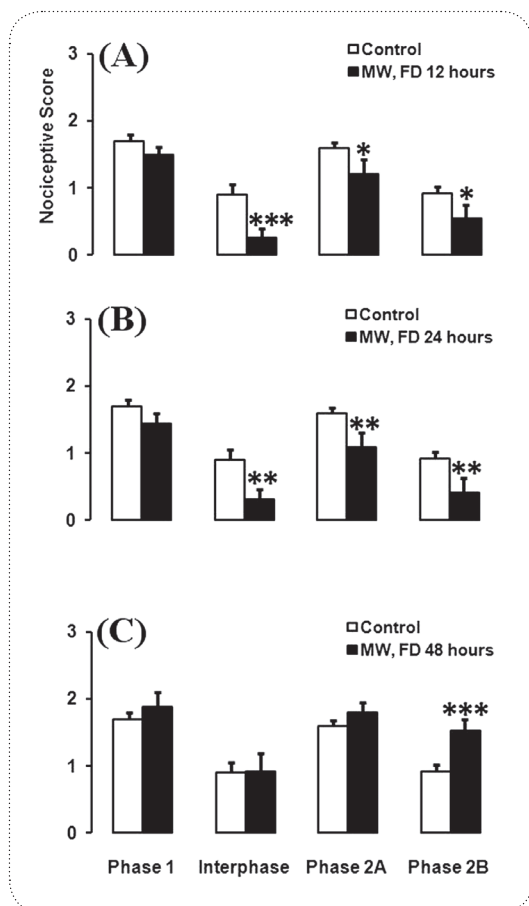 (A)
Control
MW, FD 12 hours
Nociceptive Score
3
2
1
0
***
*
*
(B)
Control
MW, FD 24 hours
3
2
1
0
**
**
**
(C)
Control
MW, FD 48 hours
3
2
1
0
***
Phase 1 Interphase Phase 2A Phase 2B